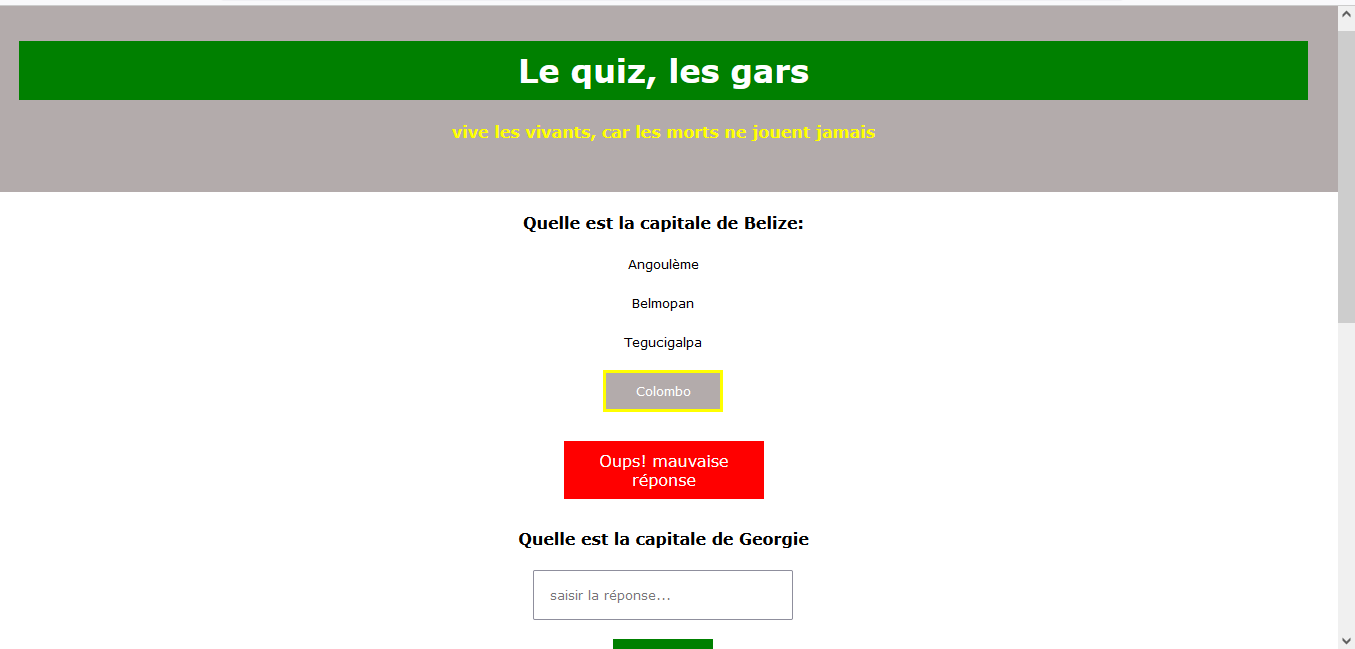 Le quiz, les gars
vive les vivants, car les morts ne jouent jamais
Quelle est la capitale de Belize:
Angoulème
Belmopan
Tegucigalpa
Colombo
Oups! mauvaise
réponse
Quelle est la capitale de Georgie
saisir la réponse...